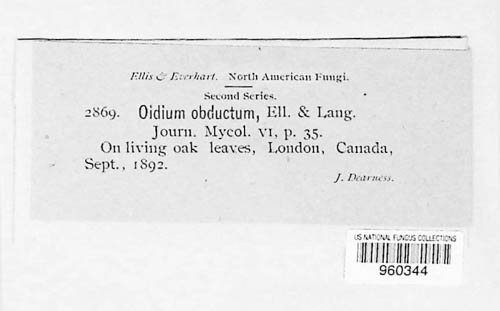 Ellis & Everhart. North American Fungi.
Second Series.
2869. Oidium obductum, Ell. & Lang.
Journ. Mycol. VI, p. 35.
On living oak leaves, London, Canada,
Sept., 1892.
J. Dearness.
US NATIONAL FUNGUS COLLECTIONS
960344